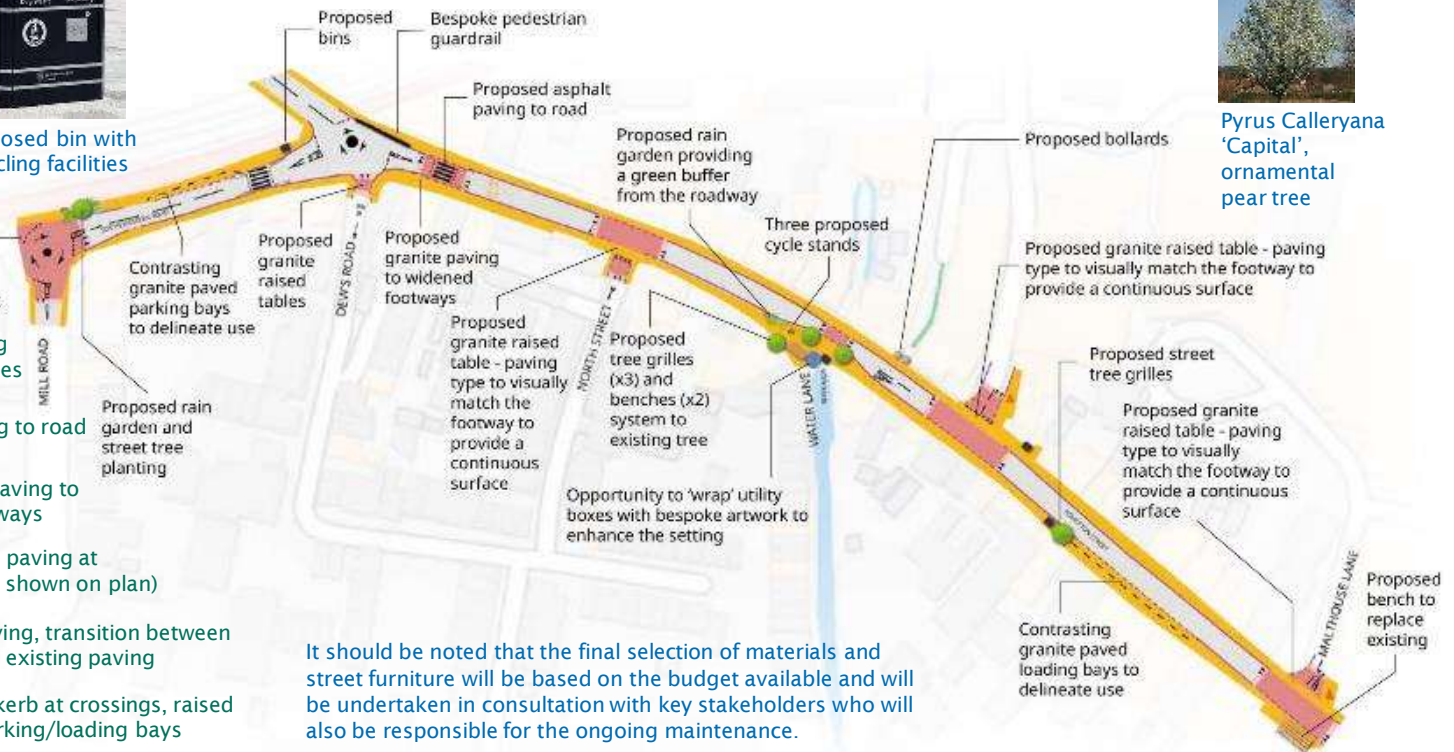 Proposed
bins
Bespoke pedestrian
guardrail
Proposed asphalt
paving to road
Proposed rain
garden providing
a green buffer
from the roadway
Three proposed
cycle stands
Proposed bollards
Pyrus Calleryana
‘Capital’,
ornamental
pear tree
osed bin with
cling facilities
Proposed granite raised table - paving
type to visually match the footway to
provide a continuous surface
Contrasting
granite paved
parking bays
to delineate use
Proposed
granite
raised
tables
DEW'S ROAD
Proposed
granite paving
to widened
footways
Proposed
granite raised
table - paving
type to visually
match the
footway to
provide a
continuous
surface
NORTH STREET
Proposed
tree grilles
(x3) and
benches (x2)
system to
existing tree
WATER LANE
Opportunity to ‘wrap’ utility
boxes with bespoke artwork to
enhance the setting
Proposed street
tree grilles
Proposed granite
raised table - paving
type to visually
match the footway to
provide a continuous
surface
MILL ROAD
Proposed rain
garden and
street tree
planting
Contrasting
granite paved
loading bays to
delineate use
MALTHOUSE LANE
Proposed
bench to
replace
existing
g
es
g to road
aving to
ways
paving at
shown on plan)
ving, transition between
existing paving
kerb at crossings, raised
rking/loading bays
It should be noted that the final selection of materials and
street furniture will be based on the budget available and will
be undertaken in consultation with key stakeholders who will
also be responsible for the ongoing maintenance.